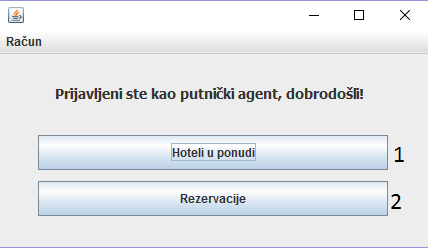 Račun
Prijavljeni ste kao putnički agent, dobrodošli!
Hoteli u ponudi 1
Rezervacije 2